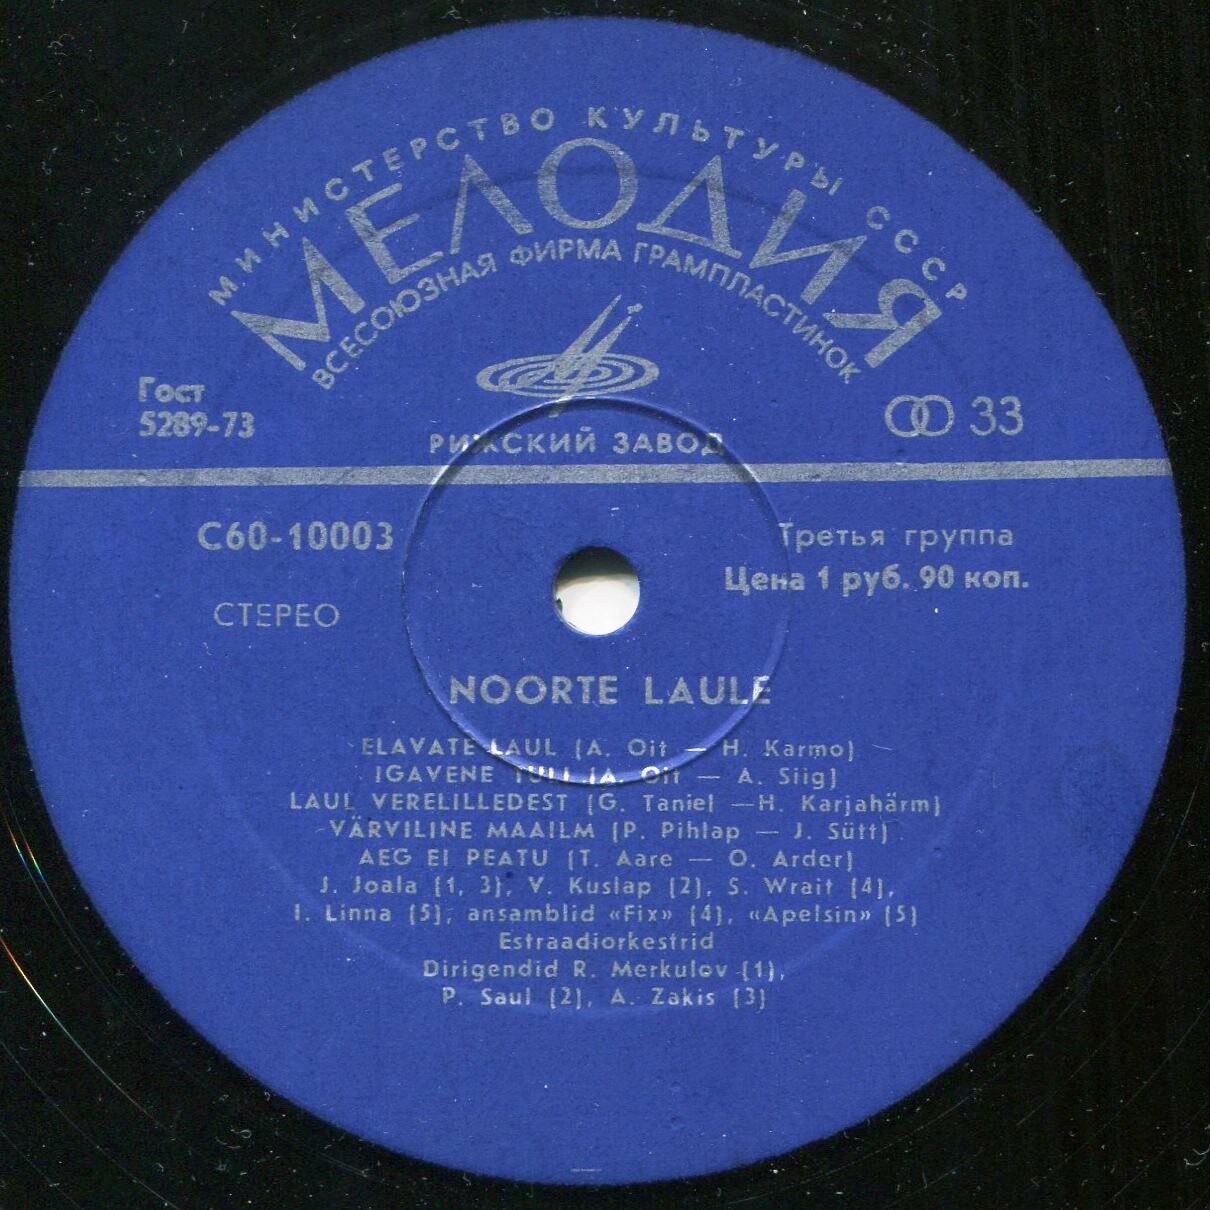 МИНИСТЕРСТВО КУЛЬТУРЫ СССР
МЕЛОДИЯ
ВСЕСОЮЗНАЯ ФИРМА ГРАМПЛАСТИНОК
Гост
5289-73
33
РИЖСКИЙ ЗАВОД
С60-10003
Третья группа
Цена 1 руб. 90 коп.
СТЕРЕО
NOORTE LAULE
ELAVATE LAUL (A. Oit — H. Karmo)
IGAVENE TULI (A. Oit — A. Siig)
LAUL VERELILLEDEST (G. Taniel —H. Karjahärm)
VÄRVILINE MAAILM (P. Pihlap — J. Sütt)
AEG EI PEATU (T. Aare — O. Arder)
J. Joala (1, 3), V. Kuslap (2), S. Wrait (4),
I. Linna (5), ansamblid «Fix» (4), «Apelsin» (5)
Estraadiorkestrid
Dirigendid R. Merkulov (1),
P. Saul (2), A. Zakis (3)